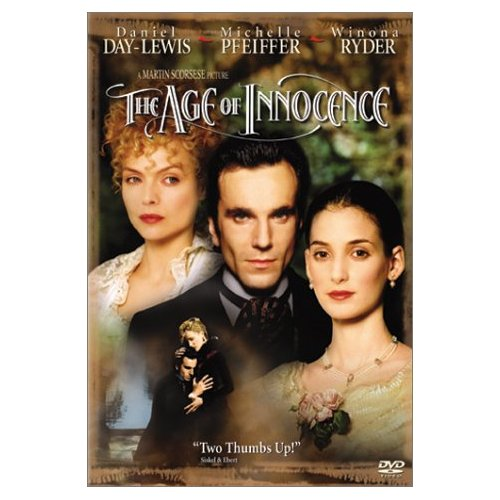 Daniel Michelle Winona
DAY-LEWIS ~ PFEIFFER ~ RYDER
A MARTIN SCORSESE PICTURE
THE AGE OF INNOCENCE
"Two Thumbs Up!"
Siskel & Ebert
DVD
VIDEO